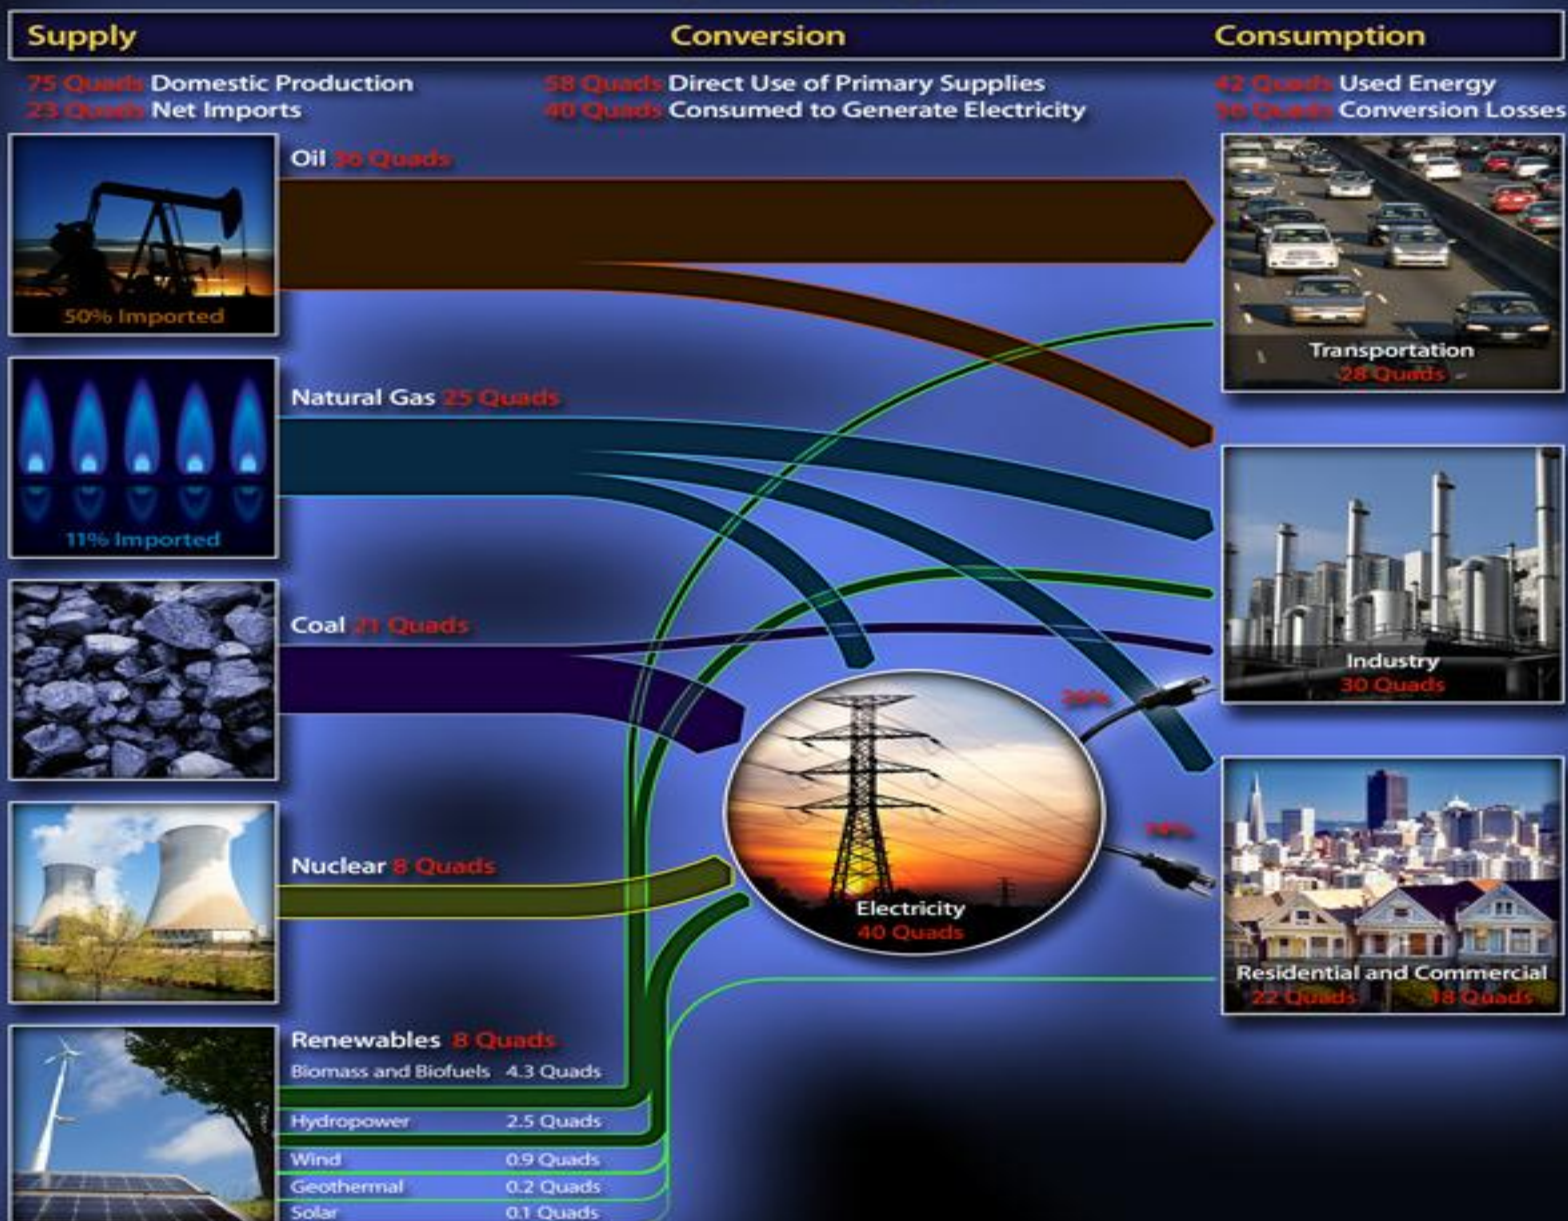 Supply Conversion Consumption
75 Quads Domestic Production
23 Quads Net Imports
58 Quads Direct Use of Primary Supplies
40 Quads Consumed to Generate Electricity
42 Quads Used Energy
56 Quads Conversion Losses
Oil 36 Quads
50% Imported
Transportation
28 Quads
Natural Gas 25 Quads
11% Imported
Coal 21 Quads
Industry
30 Quads
Nuclear 8 Quads
Electricity
40 Quads
Residential and Commercial
22 Quads 18 Quads
Renewables 8 Quads
Biomass and Biofuels 4.3 Quads
Hydropower 2.5 Quads
Wind 0.9 Quads
Geothermal 0.2 Quads
Solar 0.1 Quads